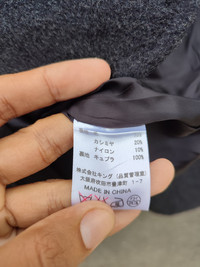 カシミヤ 20%
ナイロン 10%
裏地 キュプラ 100%
株式会社キング（品質管理室）
MADE IN CHINA